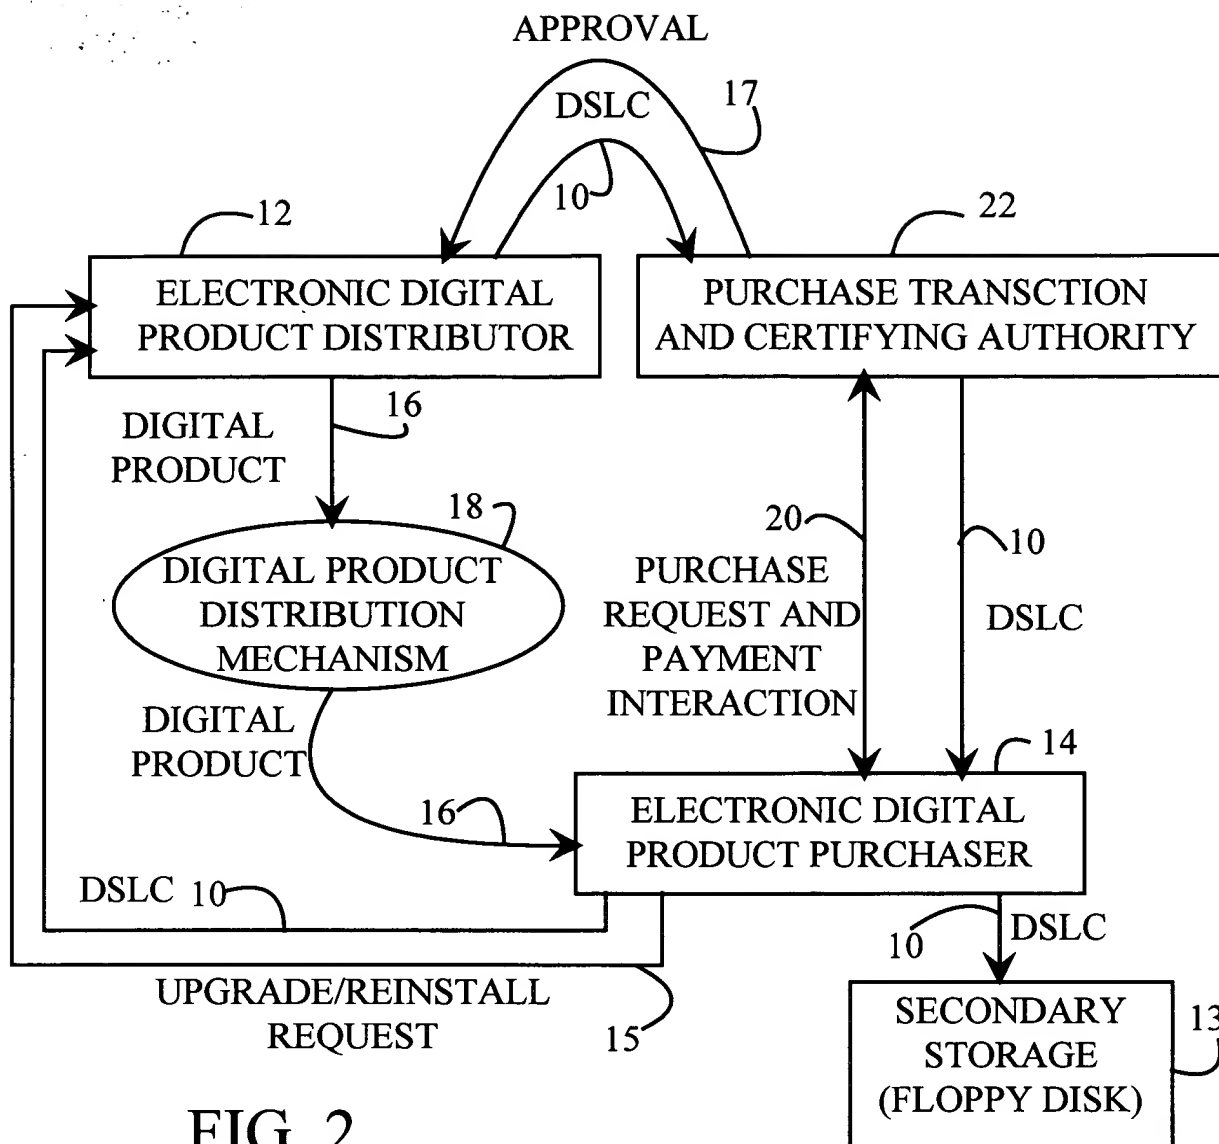 APPROVAL
DSLC
17
10
12
22
ELECTRONIC DIGITAL
PRODUCT DISTRIBUTOR
PURCHASE TRANSCTION
AND CERTIFYING AUTHORITY
16
DIGITAL
PRODUCT
18
DIGITAL PRODUCT
DISTRIBUTION
MECHANISM
20
PURCHASE
REQUEST AND
PAYMENT
INTERACTION
10
DSLC
DIGITAL
PRODUCT
14
16
ELECTRONIC DIGITAL
PRODUCT PURCHASER
DSLC 10
10
DSLC
UPGRADE/REINSTALL
REQUEST
15
SECONDARY
STORAGE
(FLOPPY DISK)
13
FIG. 2